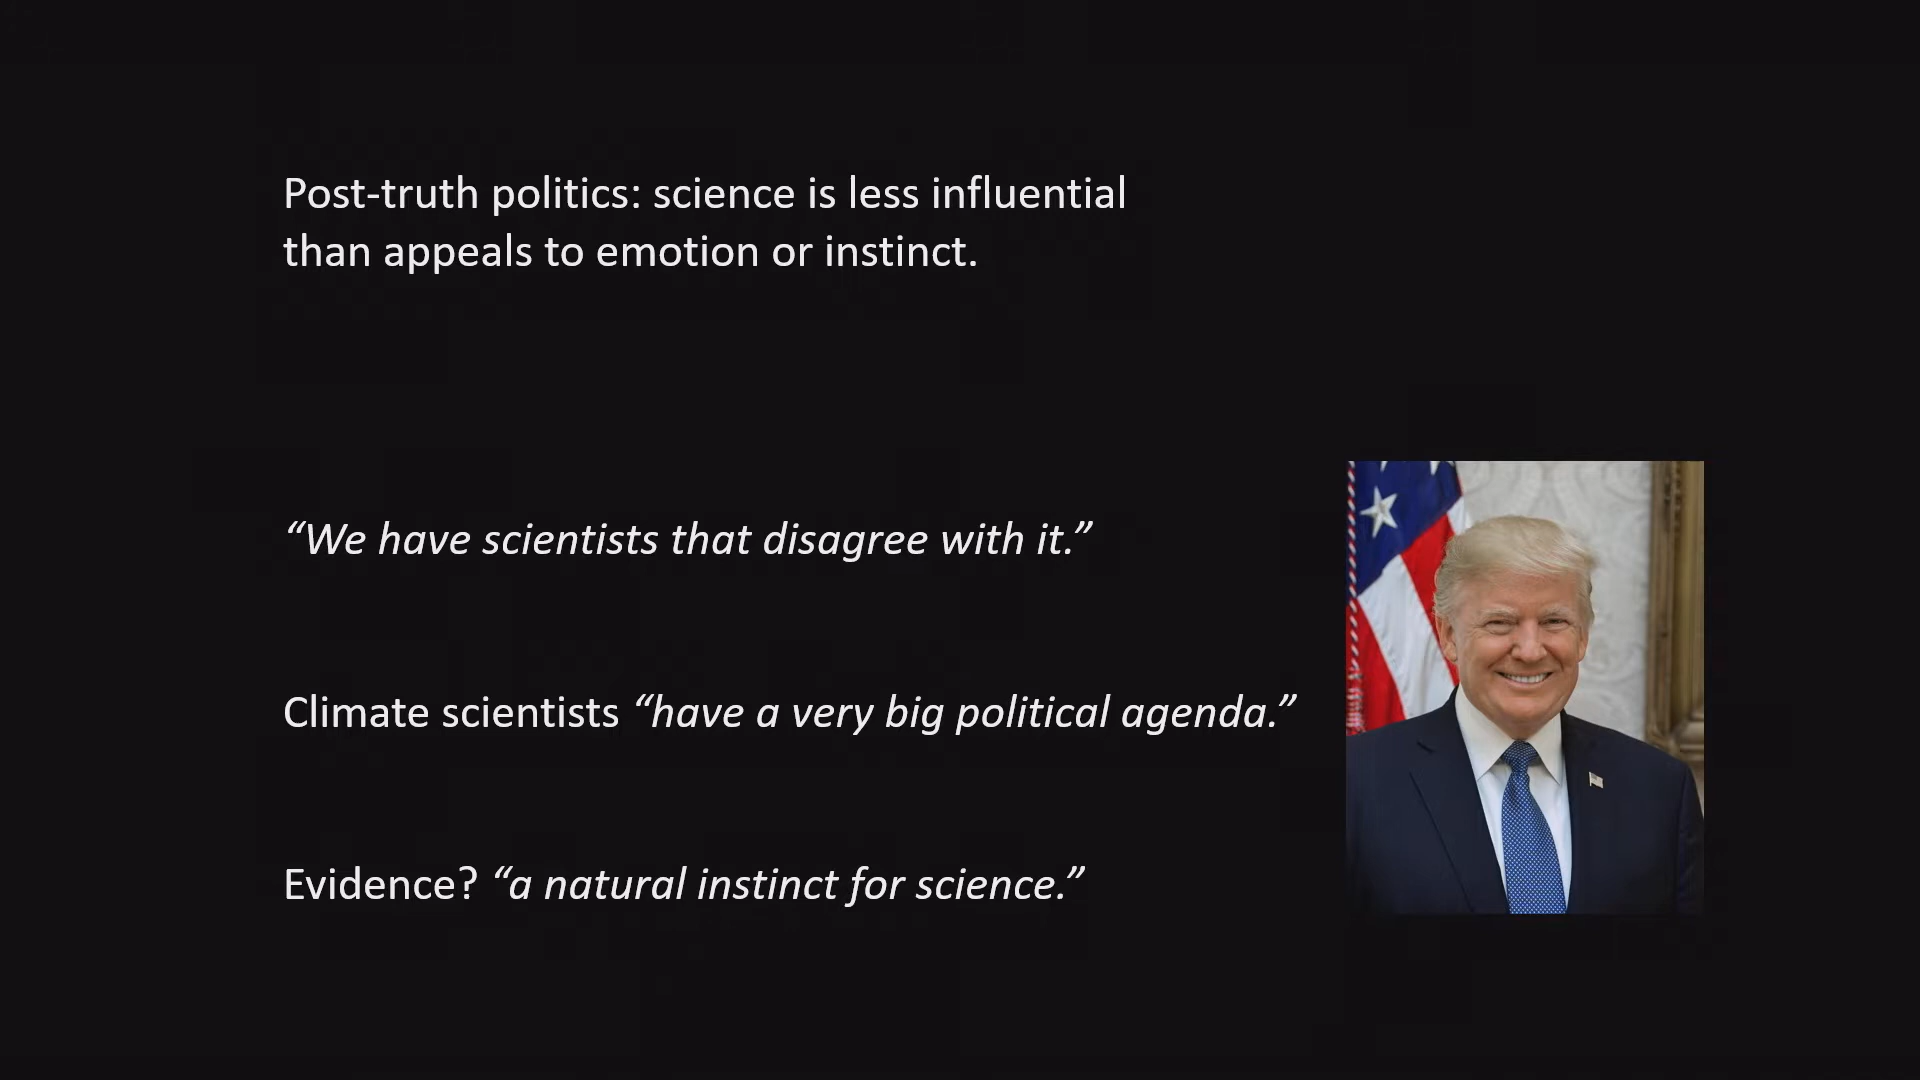 Post-truth politics: science is less influential
than appeals to emotion or instinct.
“We have scientists that disagree with it.”
Climate scientists “have a very big political agenda.”
Evidence? “a natural instinct for science.”